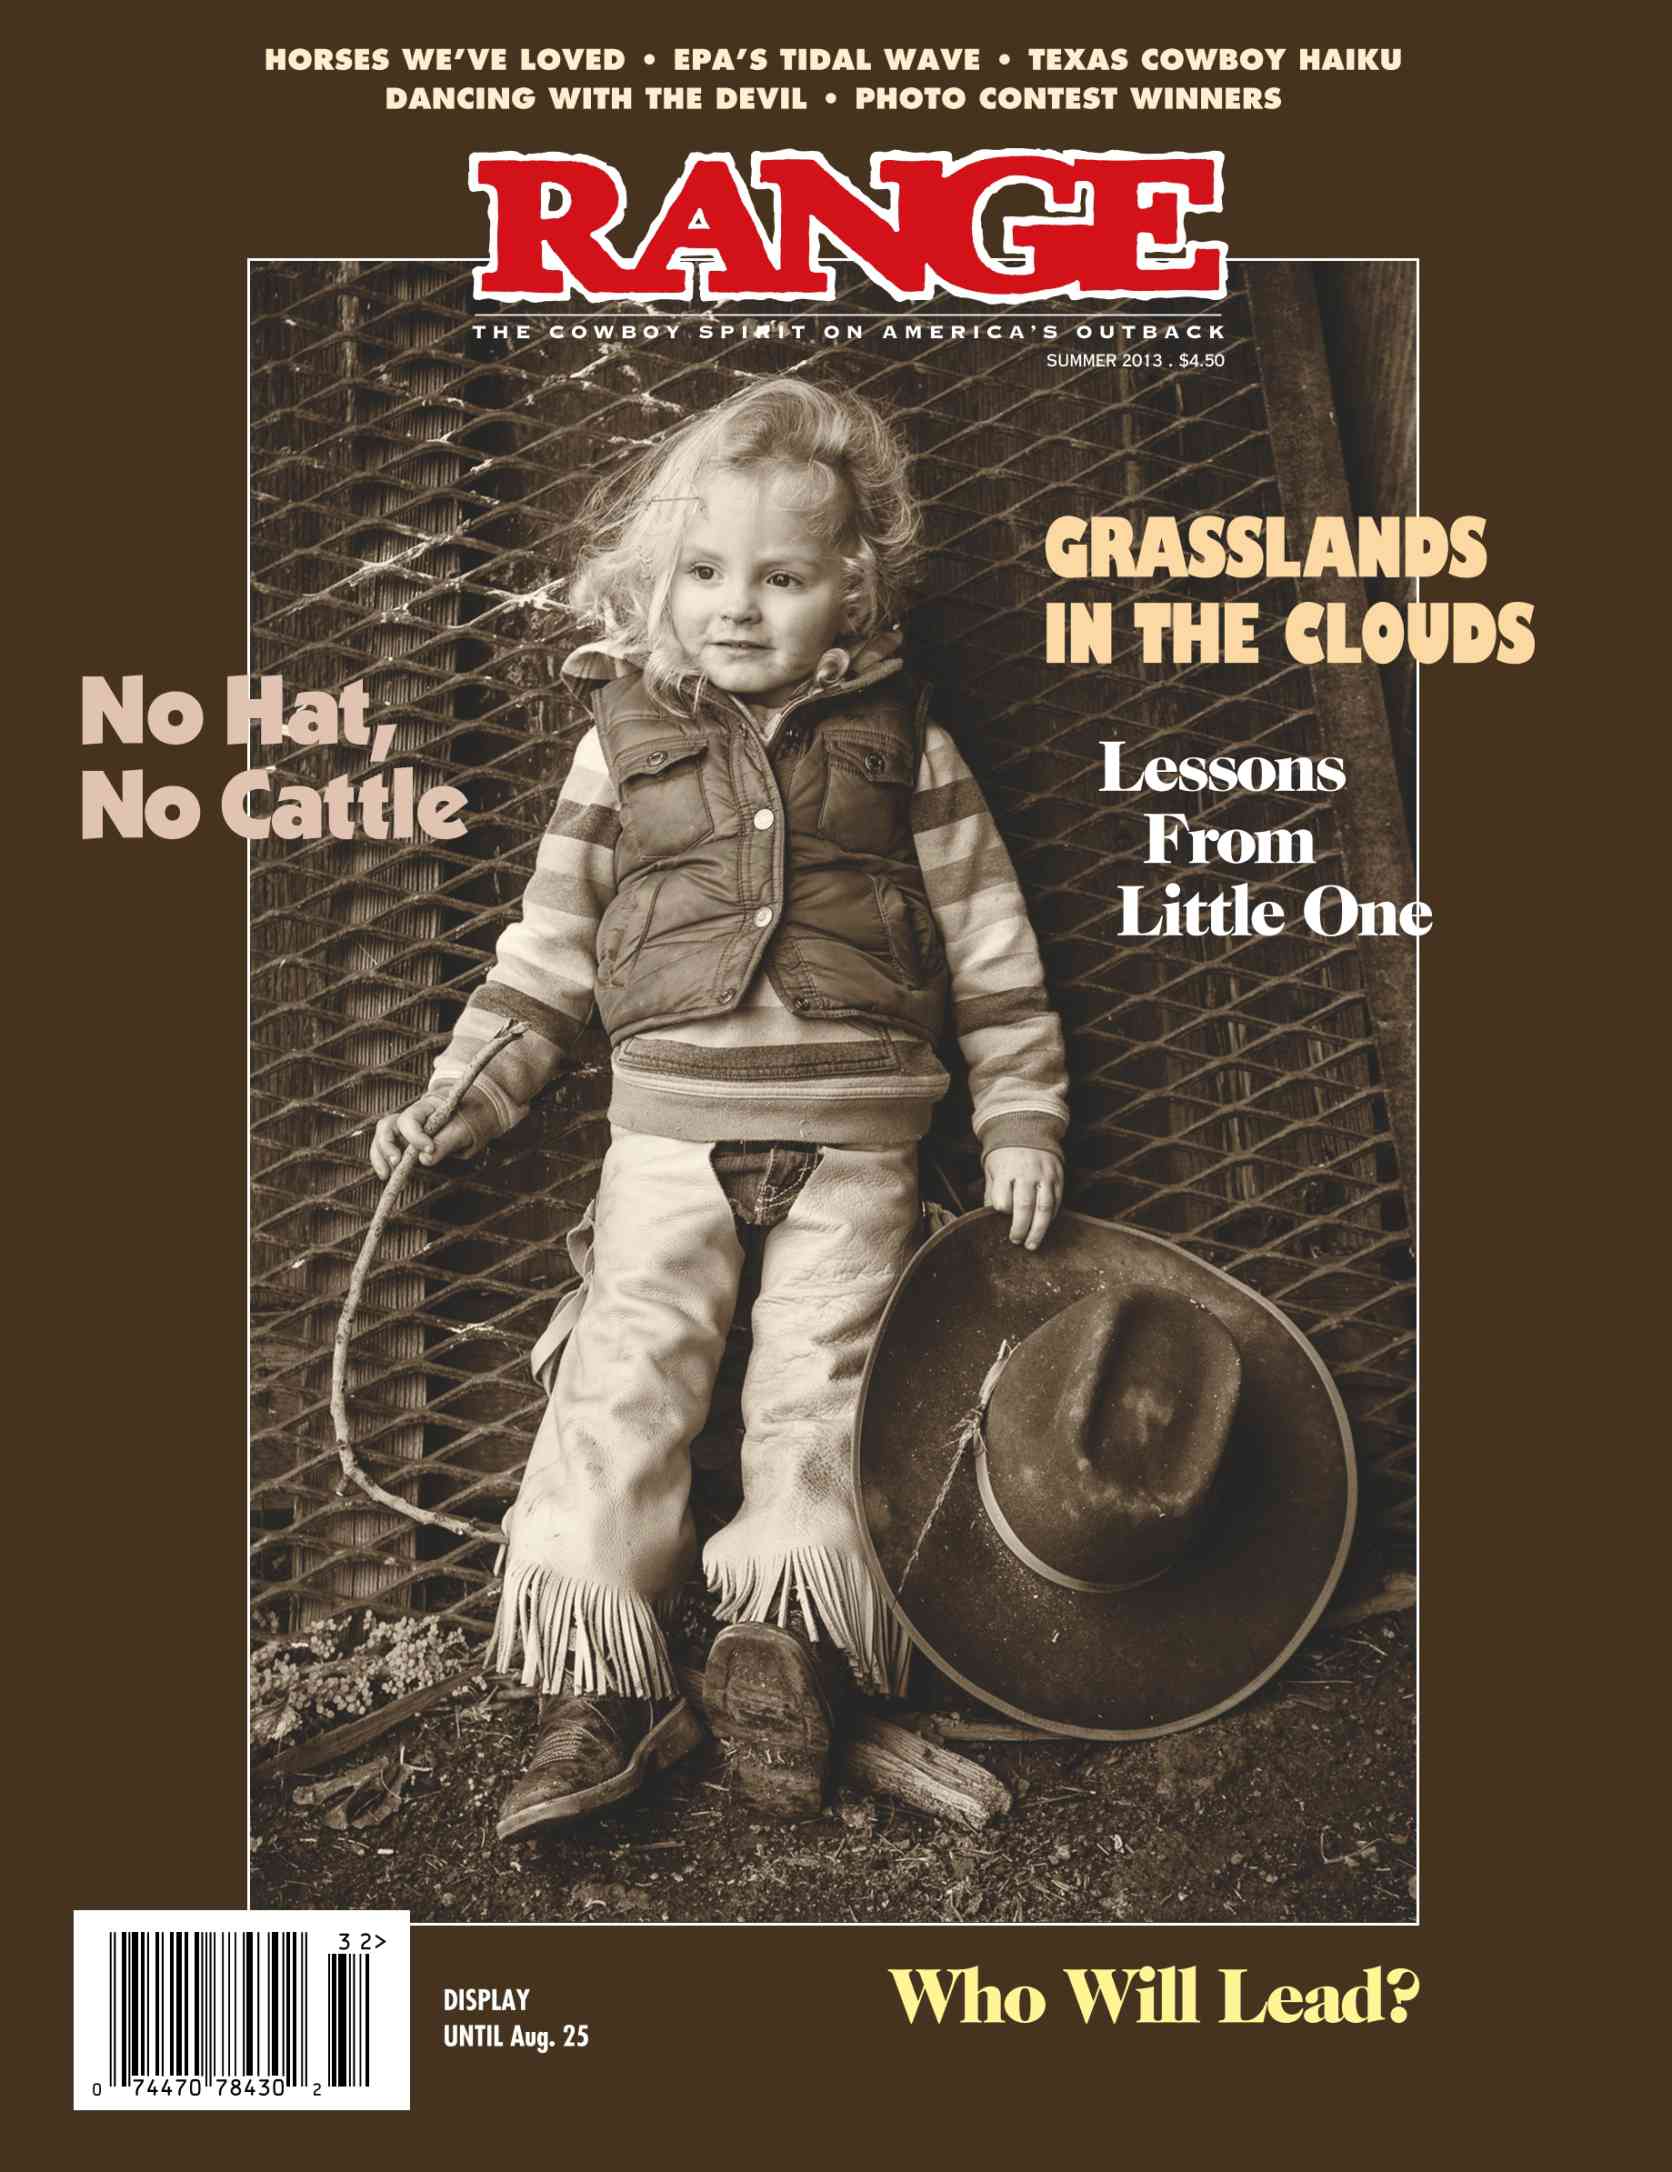 HORSES WE’VE LOVED • EPA’S TIDAL WAVE • TEXAS COWBOY HAIKU
DANCING WITH THE DEVIL • PHOTO CONTEST WINNERS
RANGE
THE COWBOY SPIRIT ON AMERICA’S OUTBACK
SUMMER 2013 . $4.50
GRASSLANDS
IN THE CLOUDS
No Hat,
No Cattle
Lessons
From
Little One
Who Will Lead?
DISPLAY
UNTIL Aug. 25
3 2>
0 74470 78430 2